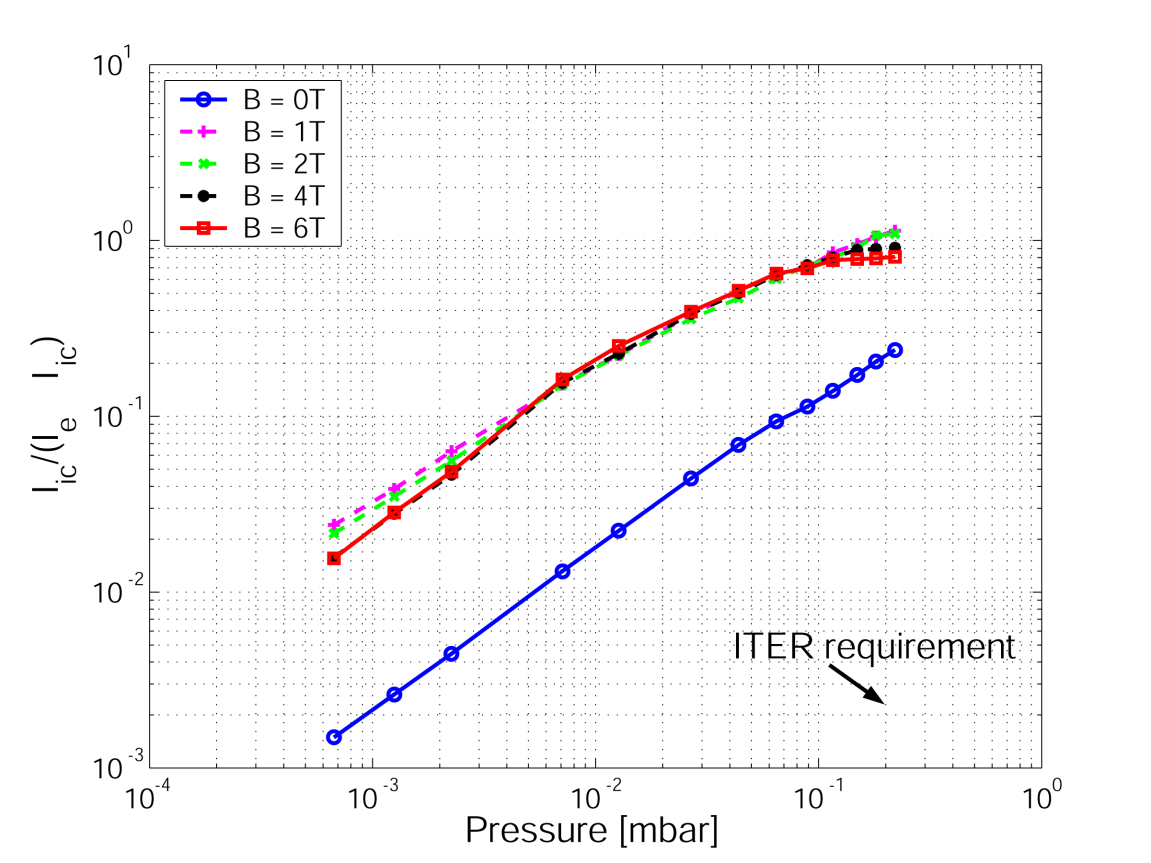 10^1
10^0
10^-1
10^-2
10^-3
I_ic/(I_e I_ic)
B = 0T
B = 1T
B = 2T
B = 4T
B = 6T
ITER requirement
10^-4 10^-3 10^-2 10^-1 10^0
Pressure [mbar]